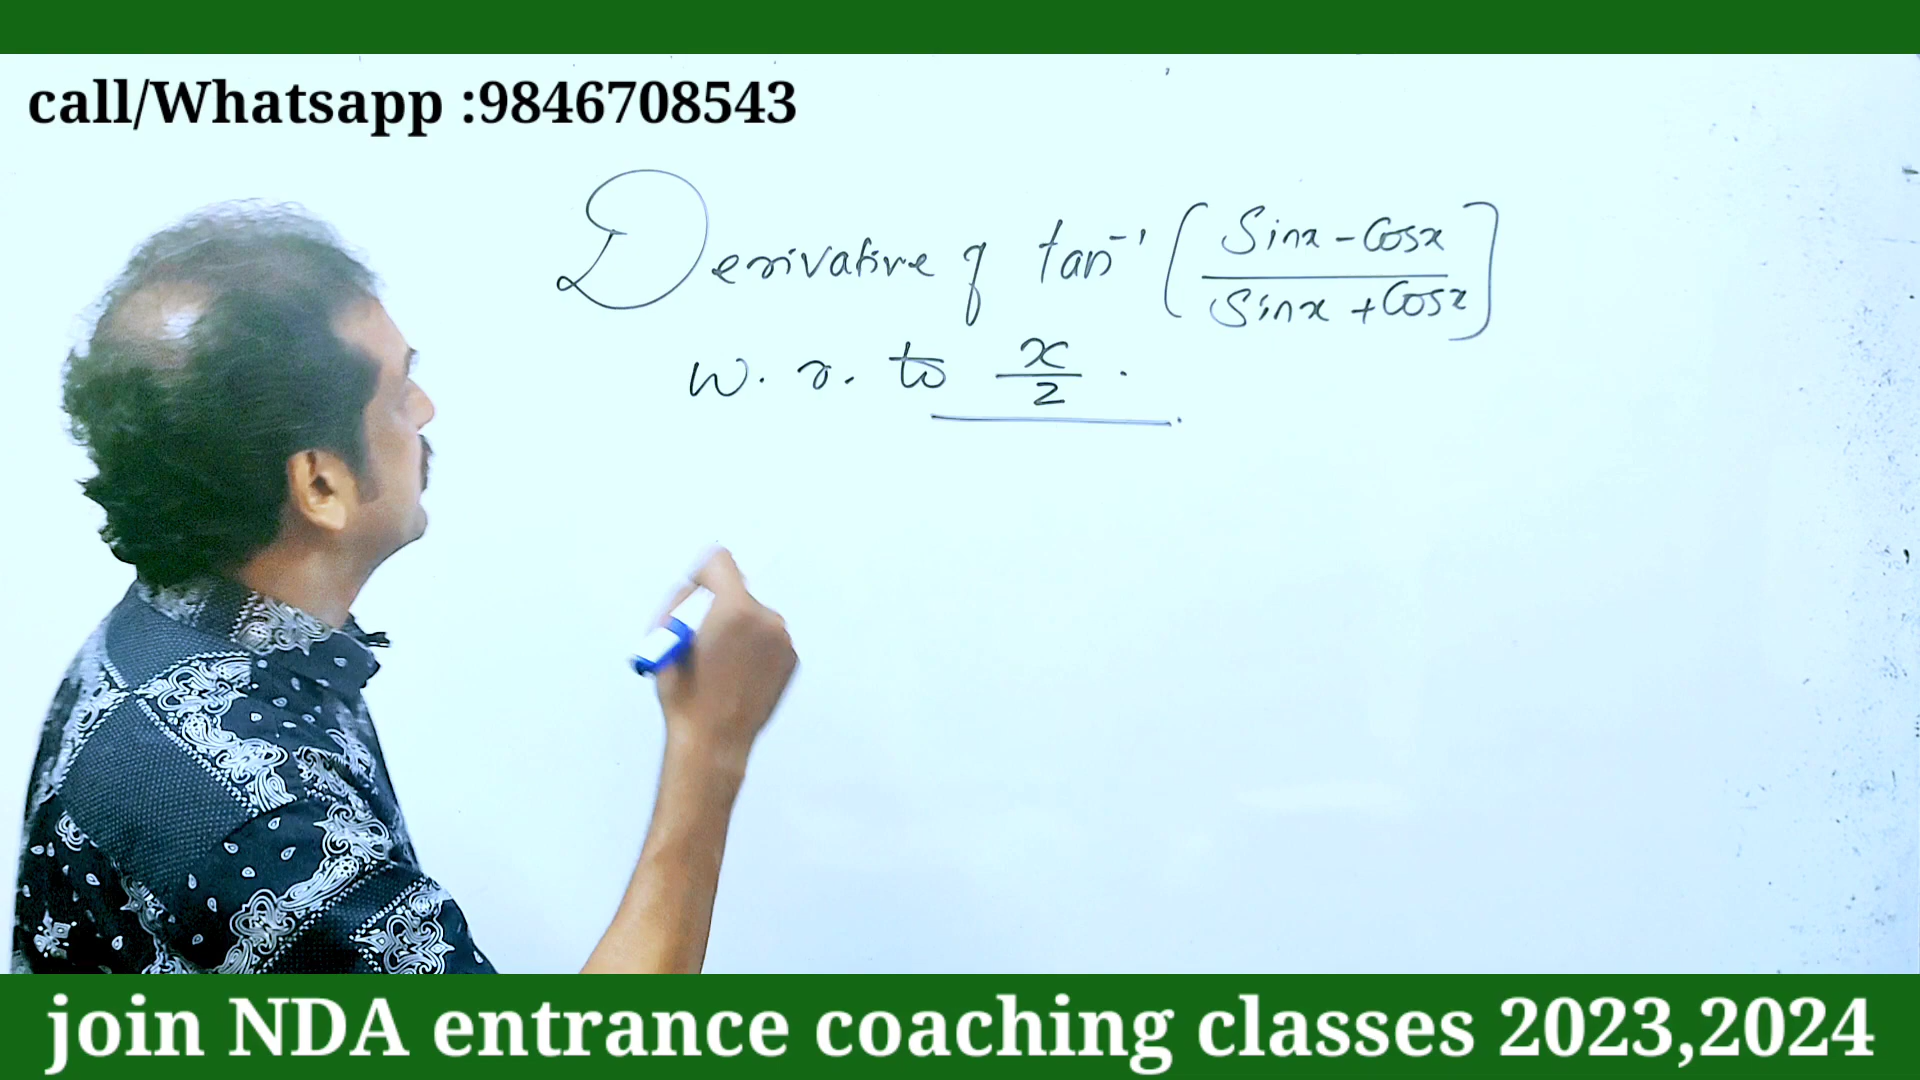 call/Whatsapp :9846708543
Derivative of tan⁻¹ [ (Sinx - Cosx) / (Sinx + Cosx) ]
w. r. to x/2 .
join NDA entrance coaching classes 2023,2024